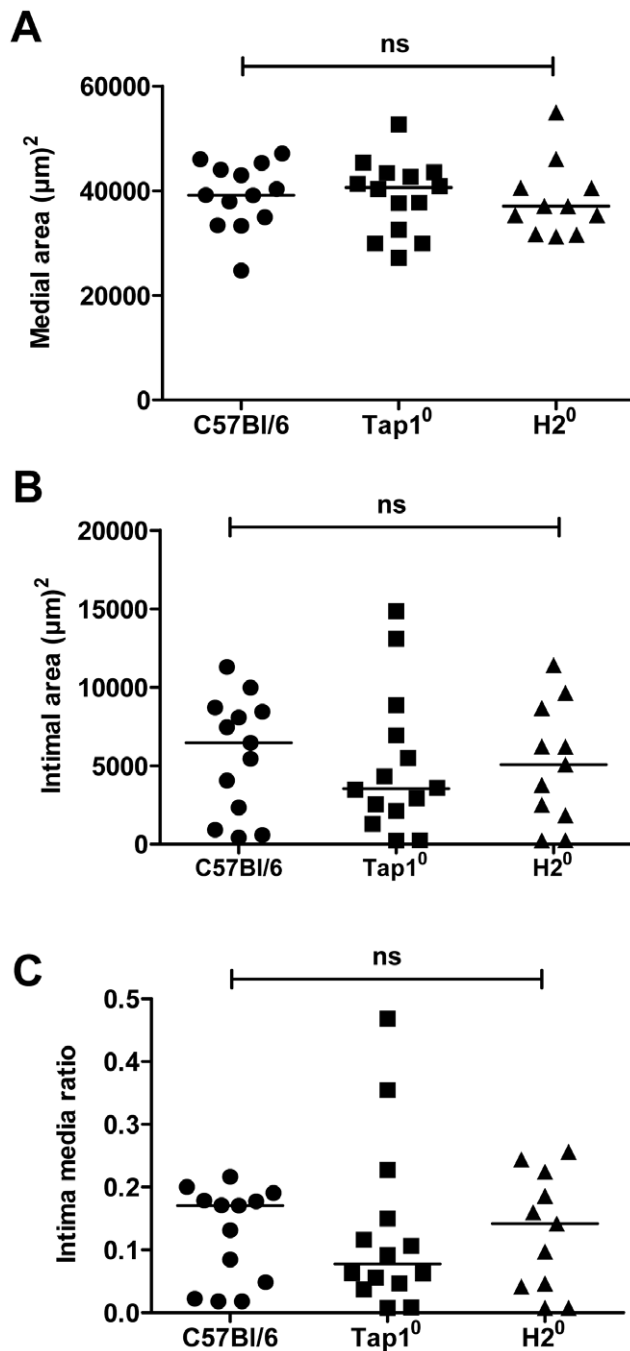 A
ns
Medial area (µm)²
60000
40000
20000
0
C57Bl/6 Tap1⁰ H2⁰
B
ns
Intimal area (µm)²
20000
15000
10000
5000
0
C57Bl/6 Tap1⁰ H2⁰
C
ns
Intima media ratio
0.5
0.4
0.3
0.2
0.1
0.0
C57Bl/6 Tap1⁰ H2⁰